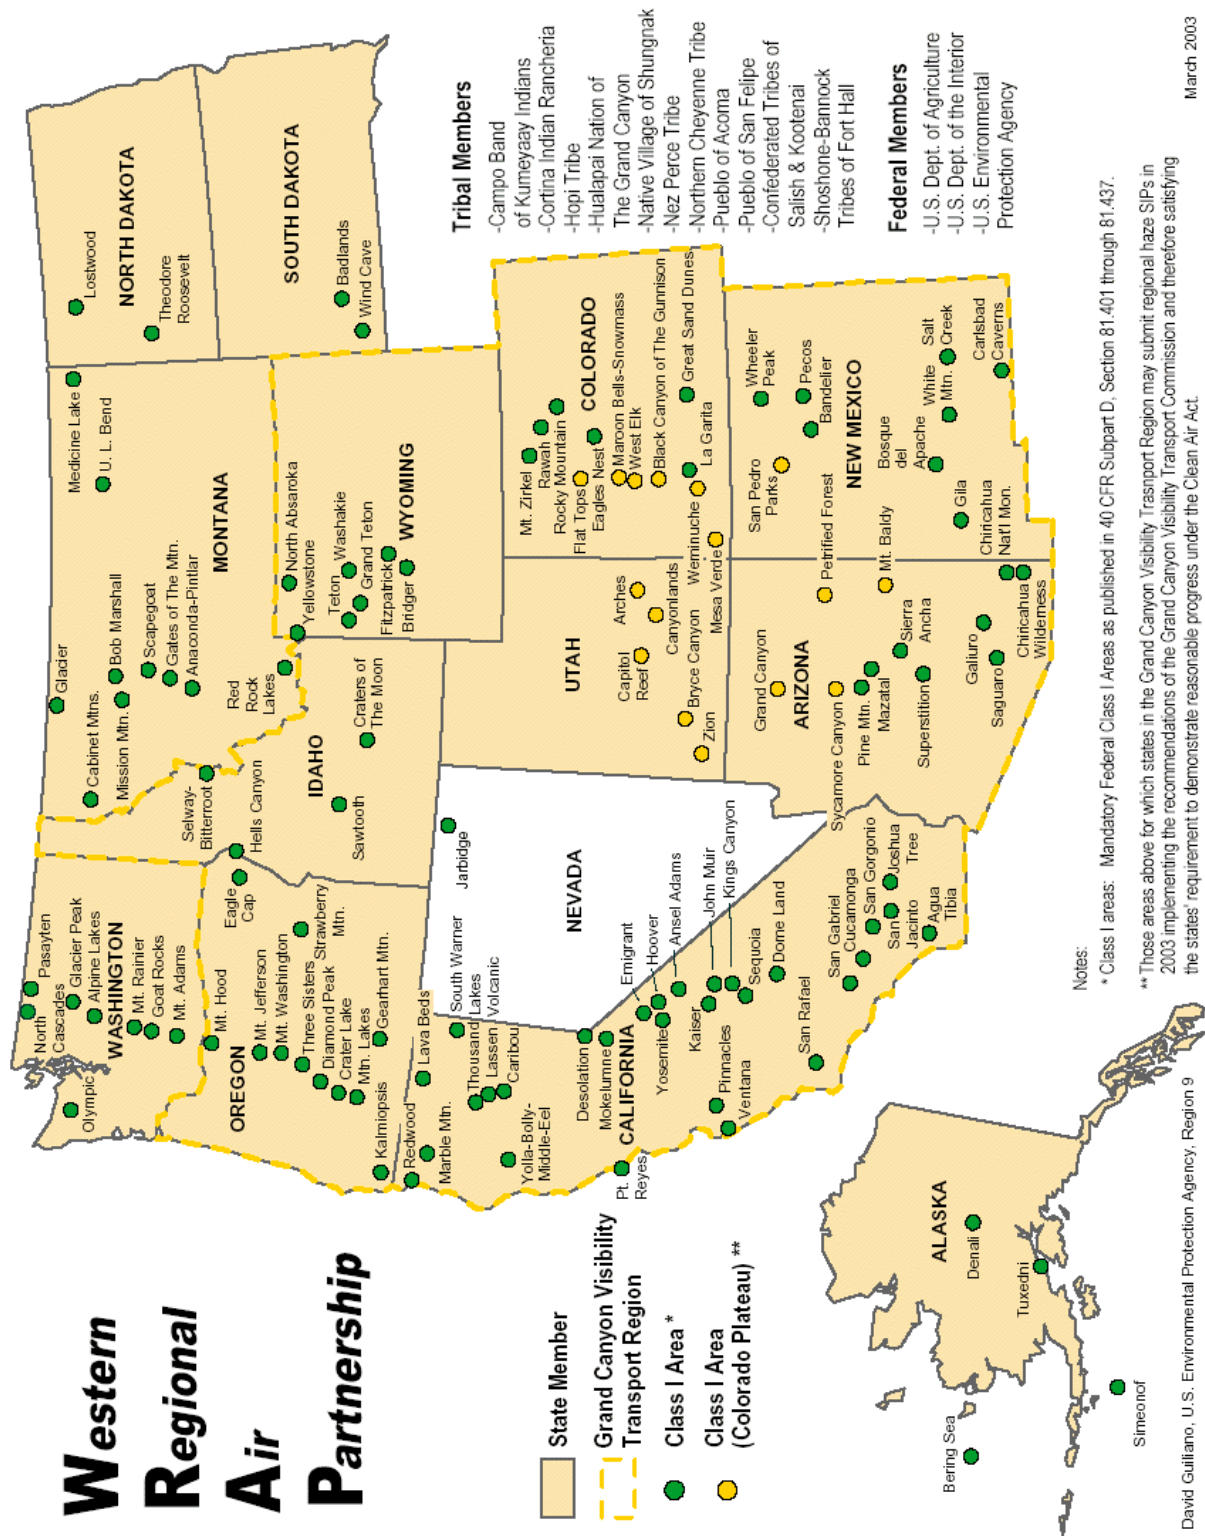 Western
Regional
Air
Partnership
State Member
Grand Canyon Visibility
Transport Region
Class I Area *
Class I Area
(Colorado Plateau) **
WASHINGTON
North
Cascades
Pasayten
Glacier Peak
Alpine Lakes
Olympic
Mt. Rainier
Goat Rocks
Mt. Adams
OREGON
Mt. Hood
Mt. Jefferson
Mt. Washington
Three Sisters
Diamond Peak
Crater Lake
Mtn. Lakes
Gearhart Mtn.
Kalmiopsis
Strawberry
Mtn.
Eagle
Cap
Hells Canyon
IDAHO
Selway-
Bitterroot
Sawtooth
Craters of
The Moon
MONTANA
Glacier
Cabinet Mtns.
Mission Mtn.
Bob Marshall
Scapegoat
Gates of The Mtn.
Anaconda-Pintlar
Red
Rock
Lakes
Medicine Lake
U. L. Bend
NORTH DAKOTA
Lostwood
Theodore
Roosevelt
SOUTH DAKOTA
Badlands
Wind Cave
WYOMING
North Absaroka
Yellowstone
Washakie
Teton
Grand Teton
Fitzpatrick
Bridger
NEVADA
Jarbidge
CALIFORNIA
Redwood
Marble Mtn.
Lava Beds
South Warner
Thousand
Lakes
Lassen
Volcanic
Caribou
Yolla-Bolly-
Middle-Eel
Desolation
Mokelumne
Emigrant
Hoover
Yosemite
Ansel Adams
Kaiser
John Muir
Kings Canyon
Sequoia
Dome Land
Pt.
Reyes
Pinnacles
Ventana
San Rafael
San Gabriel
Cucamonga
San Gorgonio
San
Jacinto
Joshua
Tree
Agua
Tibia
UTAH
Arches
Capitol
Reef
Canyonlands
Bryce Canyon
Zion
COLORADO
Mt. Zirkel
Rawah
Rocky Mountain
Flat Tops
Eagles Nest
Maroon Bells-Snowmass
West Elk
Black Canyon of The Gunnison
Great Sand Dunes
La Garita
Weminuche
Mesa Verde
ARIZONA
Grand Canyon
Sycamore Canyon
Petrified Forest
Mt. Baldy
Pine Mtn.
Mazatal
Sierra
Ancha
Superstition
Galiuro
Saguaro
Chiricahua
Nat'l Mon.
Chiricahua
Wilderness
NEW MEXICO
San Pedro
Parks
Wheeler
Peak
Pecos
Bandelier
Bosque
del
Apache
White
Mtn.
Salt
Creek
Carlsbad
Caverns
Gila
ALASKA
Denali
Tuxedni
Simeonof
Bering Sea
Tribal Members
-Campo Band
of Kumeyaay Indians
-Cortina Indian Rancheria
-Hopi Tribe
-Hualapai Nation of
The Grand Canyon
-Native Village of Shungnak
-Nez Perce Tribe
-Northern Cheyenne Tribe
-Pueblo of Acoma
-Pueblo of San Felipe
-Confederated Tribes of
Salish & Kootenai
-Shoshone-Bannock
Tribes of Fort Hall
Federal Members
-U.S. Dept. of Agriculture
-U.S. Dept. of the Interior
-U.S. Environmental
Protection Agency
Notes:
* Class I areas: Mandatory Federal Class I Areas as published in 40 CFR Subpart D, Section 81.401 through 81.437.
** Those areas above for which states in the Grand Canyon Visibility Trasnport Region may submit regional haze SIPs in
2003 implementing the recommendations of the Grand Canyon Visibility Transport Commission and therefore satisfying
the states' requirement to demonstrate reasonable progress under the Clean Air Act.
David Guiliano, U.S. Environmental Protection Agency, Region 9
March 2003